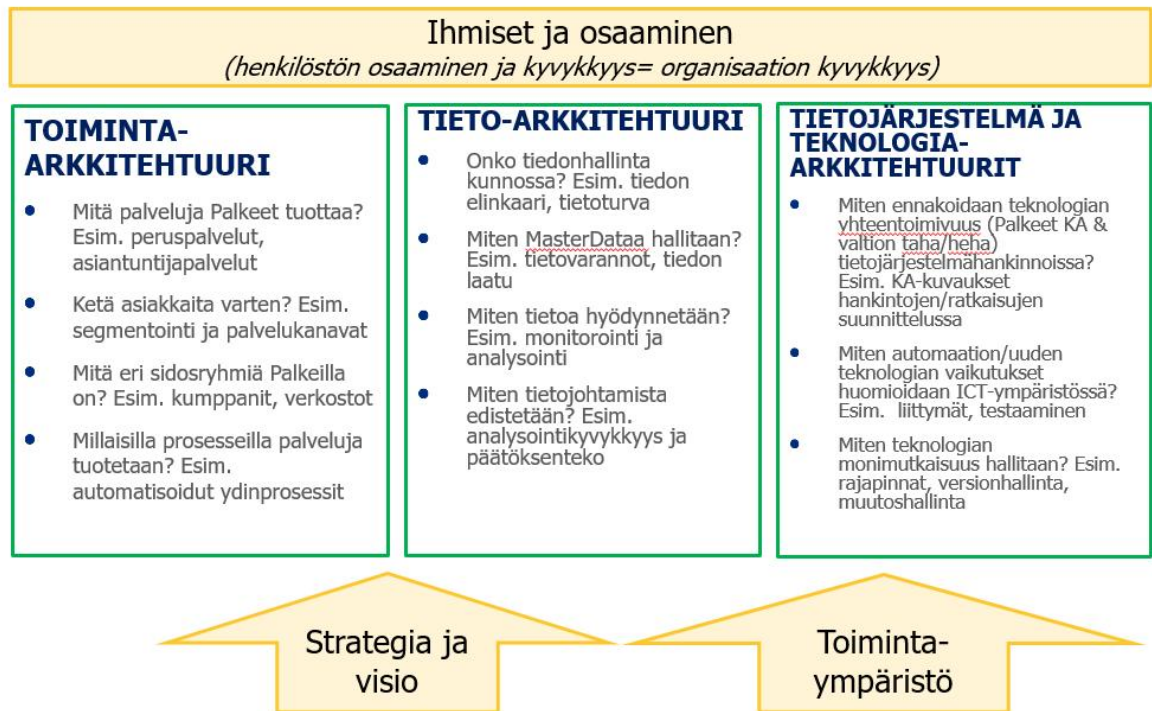 Ihmiset ja osaaminen
(henkilöstön osaaminen ja kyvykkyys= organisaation kyvykkyys)
TOIMINTA-
ARKKITEHTUURI
• Mitä palveluja Palkeet tuottaa?
Esim. peruspalvelut,
asiantuntijapalvelut
• Ketä asiakkaita varten? Esim.
segmentointi ja palvelukanavat
• Mitä eri sidosryhmiä Palkeilla
on? Esim. kumppanit, verkostot
• Millaisilla prosesseilla palveluja
tuotetaan? Esim.
automatisoidut ydinprosessit
TIETO-ARKKITEHTUURI
• Onko tiedonhallinta
kunnossa? Esim. tiedon
elinkaari, tietoturva
• Miten MasterDataa hallitaan?
Esim. tietovarannot, tiedon
laatu
• Miten tietoa hyödynnetään?
Esim. monitorointi ja
analysointi
• Miten tietojohtamista
edistetään? Esim.
analysointikyvykkyys ja
päätöksenteko
TIETOJÄRJESTELMÄ JA
TEKNOLOGIA-
ARKKITEHTUURIT
• Miten ennakoidaan teknologian
yhteentoimivuus (Palkeet KA &
valtion taha/heha)
tietojärjestelmähankinnoissa?
Esim. KA-kuvaukset
hankintojen/ratkaisujen
suunnittelussa
• Miten automaation/uuden
teknologian vaikutukset
huomioidaan ICT-ympäristössä?
Esim. liittymät, testaaminen
• Miten teknologian
monimutkaisuus hallitaan? Esim.
rajapinnat, versionhallinta,
muutoshallinta
Strategia ja
visio
Toiminta-
ympäristö